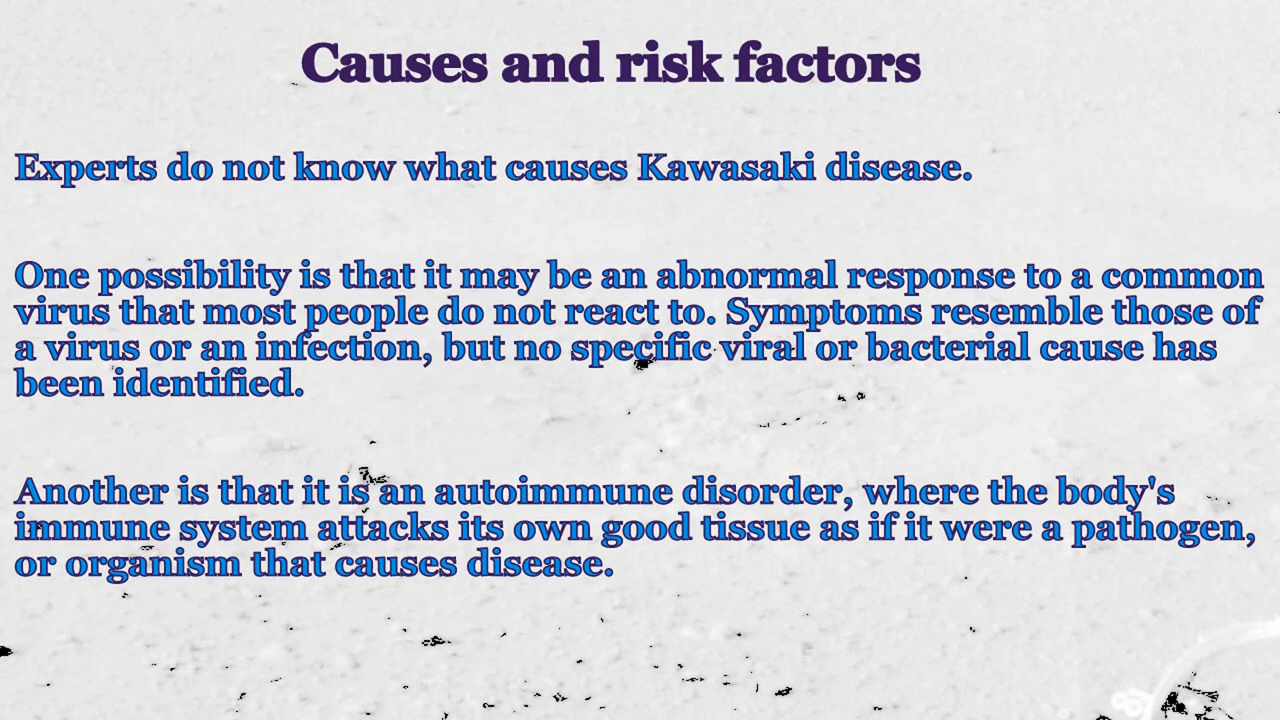 Causes and risk factors
Experts do not know what causes Kawasaki disease.
One possibility is that it may be an abnormal response to a common
virus that most people do not react to. Symptoms resemble those of
a virus or an infection, but no specific viral or bacterial cause has
been identified.
Another is that it is an autoimmune disorder, where the body's
immune system attacks its own good tissue as if it were a pathogen,
or organism that causes disease.